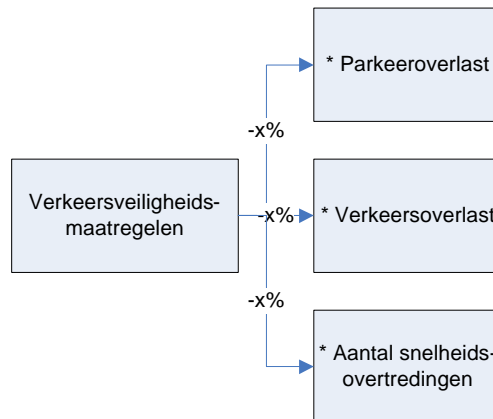 * Parkeeroverlast
-x%
Verkeersveiligheids-
maatregelen
-x%
* Verkeersoverlast
-x%
* Aantal snelheids-
overtredingen